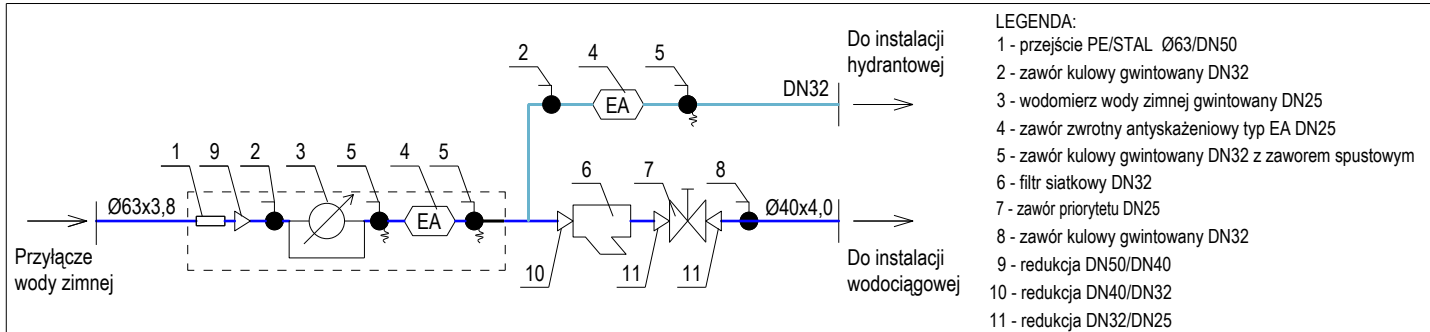 2
4
5
Do instalacji
hydrantowej
EA
DN32
1
9
2
3
5
4
5
6
7
8
Ø63x3,8
EA
Ø40x4,0
Przyłącze
wody zimnej
10
11
11
Do instalacji
wodociągowej
LEGENDA:
1 - przejście PE/STAL Ø63/DN50
2 - zawór kulowy gwintowany DN32
3 - wodomierz wody zimnej gwintowany DN25
4 - zawór zwrotny antyskażeniowy typ EA DN25
5 - zawór kulowy gwintowany DN32 z zaworem spustowym
6 - filtr siatkowy DN32
7 - zawór priorytetu DN25
8 - zawór kulowy gwintowany DN32
9 - redukcja DN50/DN40
10 - redukcja DN40/DN32
11 - redukcja DN32/DN25